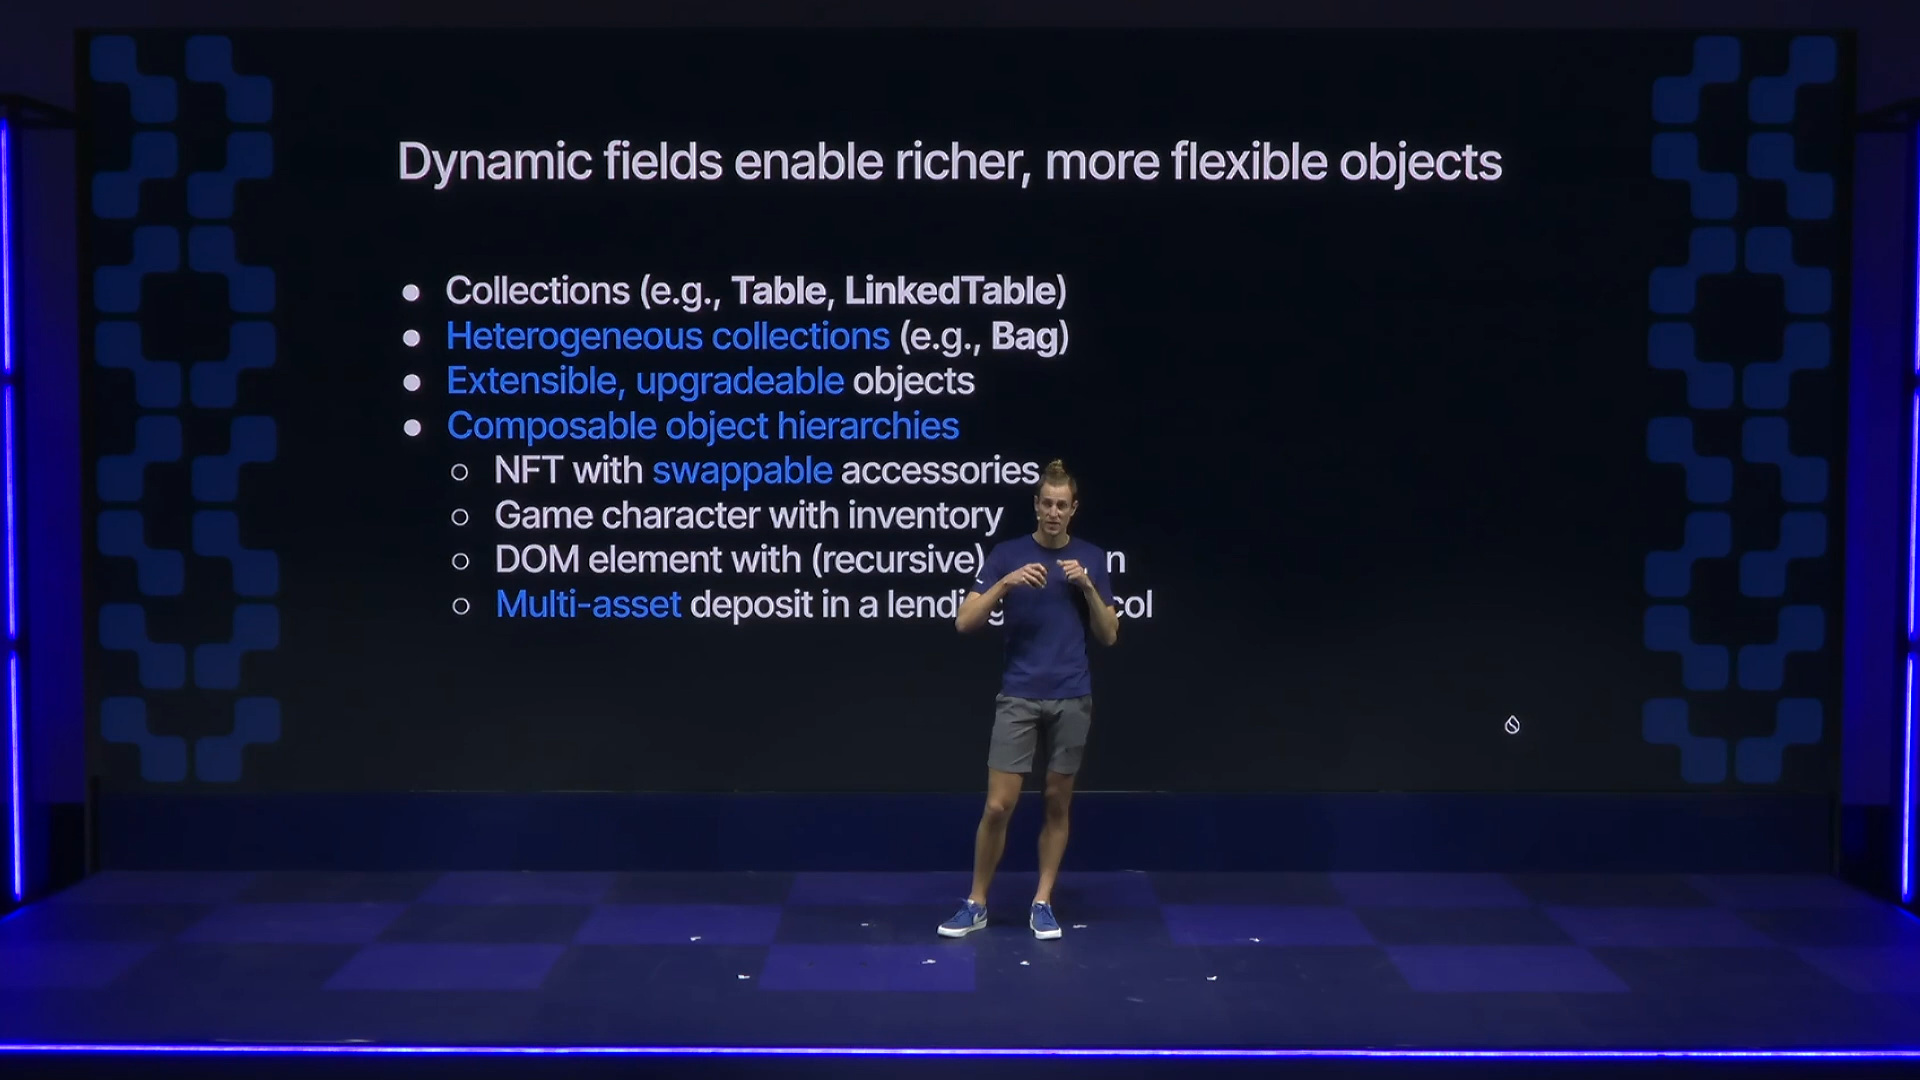 Dynamic fields enable richer, more flexible objects
● Collections (e.g., Table, LinkedTable)
● Heterogeneous collections (e.g., Bag)
● Extensible, upgradeable objects
● Composable object hierarchies
○ NFT with swappable accessories
○ Game character with inventory
○ DOM element with (recursive)
○ Multi-asset deposit in a lending